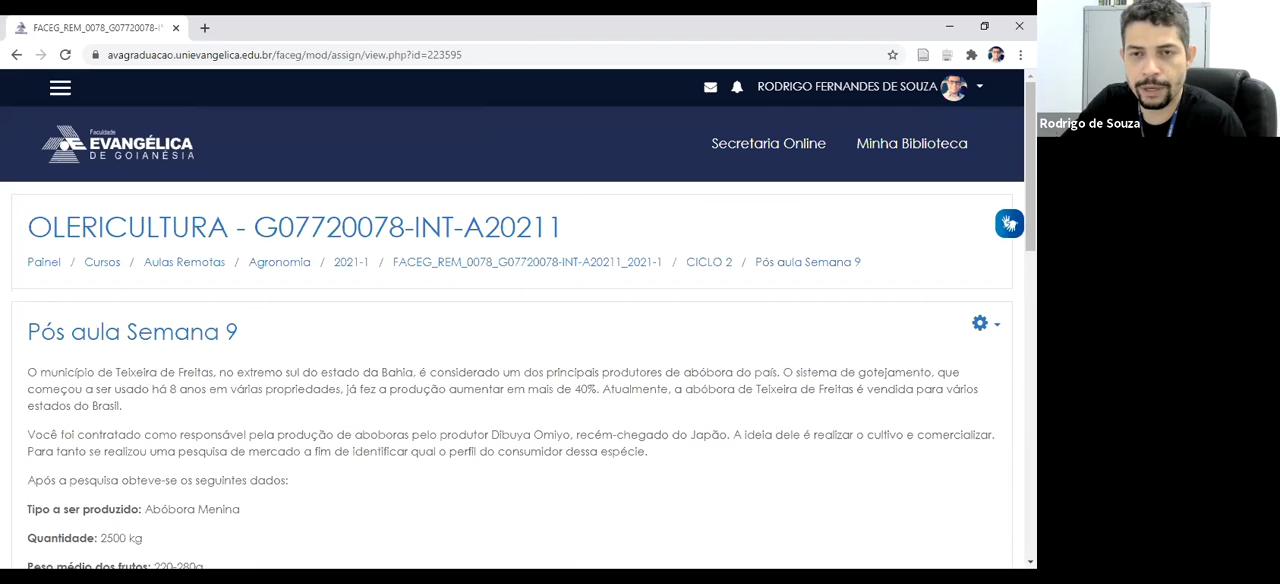 FACEG_REM_0078_G07720078-I
avagraduacao.unievangelica.edu.br/faceg/mod/assign/view.php?id=223595
RODRIGO FERNANDES DE SOUZA
Faculdade
EVANGÉLICA
DE GOIANÉSIA
Secretaria Online
Minha Biblioteca
Rodrigo de Souza
OLERICULTURA - G07720078-INT-A20211
Painel / Cursos / Aulas Remotas / Agronomia / 2021-1 / FACEG_REM_0078_G07720078-INT-A20211_2021-1 / CICLO 2 / Pós aula Semana 9
Pós aula Semana 9
O município de Teixeira de Freitas, no extremo sul do estado da Bahia, é considerado um dos principais produtores de abóbora do país. O sistema de gotejamento, que
começou a ser usado há 8 anos em várias propriedades, já fez a produção aumentar em mais de 40%. Atualmente, a abóbora de Teixeira de Freitas é vendida para vários
estados do Brasil.
Você foi contratado como responsável pela produção de aboboras pelo produtor Dibuya Omiyo, recém-chegado do Japão. A ideia dele é realizar o cultivo e comercializar.
Para tanto se realizou uma pesquisa de mercado a fim de identificar qual o perfil do consumidor dessa espécie.
Após a pesquisa obteve-se os seguintes dados:
Tipo a ser produzido: Abóbora Menina
Quantidade: 2500 kg
Peso médio dos frutos: 220-280g